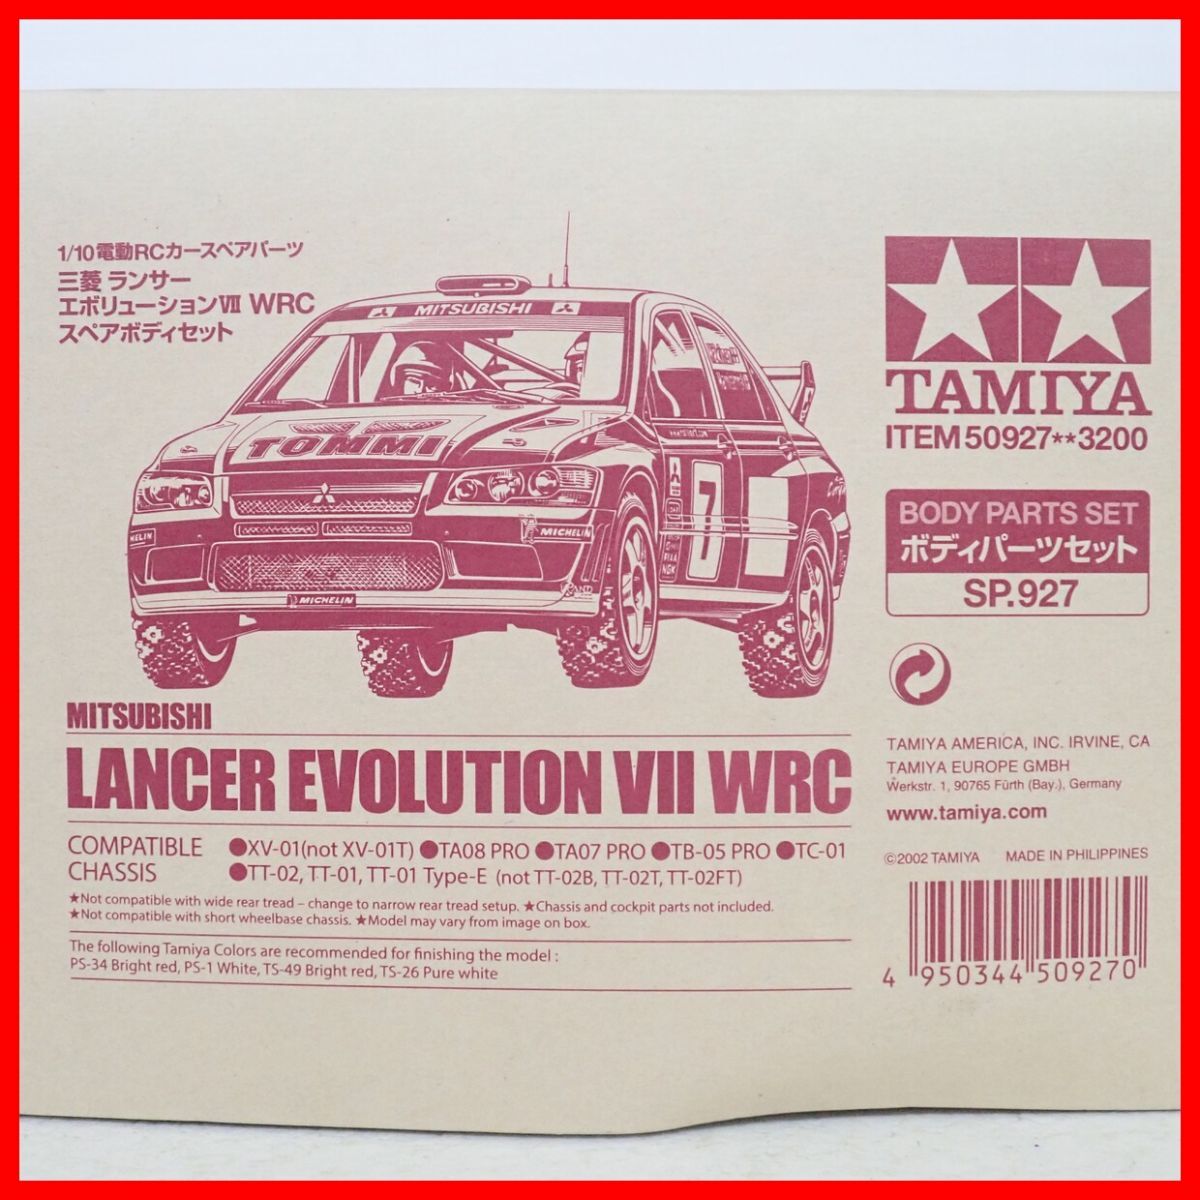 1/10電動RCカースペアパーツ
三菱 ランサー
エボリューションVII WRC
スペアボディセット
MITSUBISHI
TOMMI
7
MICHELIN
MICHELIN
NGK
MITSUBISHI
LANCER EVOLUTION VII WRC
COMPATIBLE CHASSIS
●XV-01(not XV-01T) ●TA08 PRO ●TA07 PRO ●TB-05 PRO ●TC-01
●TT-02, TT-01, TT-01 Type-E (not TT-02B, TT-02T, TT-02FT)
★Not compatible with wide rear tread – change to narrow rear tread setup. ★Chassis and cockpit parts not included.
★Not compatible with short wheelbase chassis. ★Model may vary from image on box.
The following Tamiya Colors are recommended for finishing the model :
PS-34 Bright red, PS-1 White, TS-49 Bright red, TS-26 Pure white
TAMIYA
ITEM 50927**3200
BODY PARTS SET
ボディパーツセット
SP.927
TAMIYA AMERICA, INC. IRVINE, CA
TAMIYA EUROPE GMBH
Werkstr. 1, 90765 Fürth (Bay.), Germany
www.tamiya.com
©2002 TAMIYA MADE IN PHILIPPINES
4 950344 509270